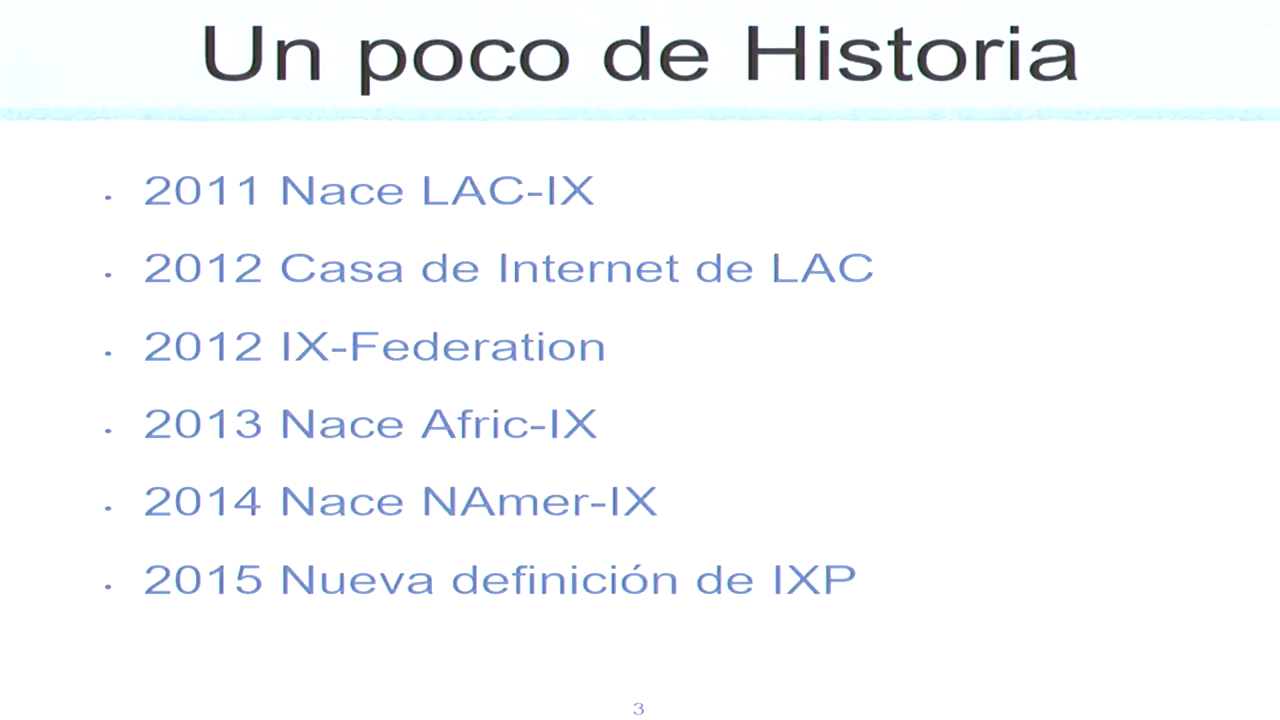 Un poco de Historia
· 2011 Nace LAC-IX
· 2012 Casa de Internet de LAC
· 2012 IX-Federation
· 2013 Nace Afric-IX
· 2014 Nace NAmer-IX
· 2015 Nueva definición de IXP
3